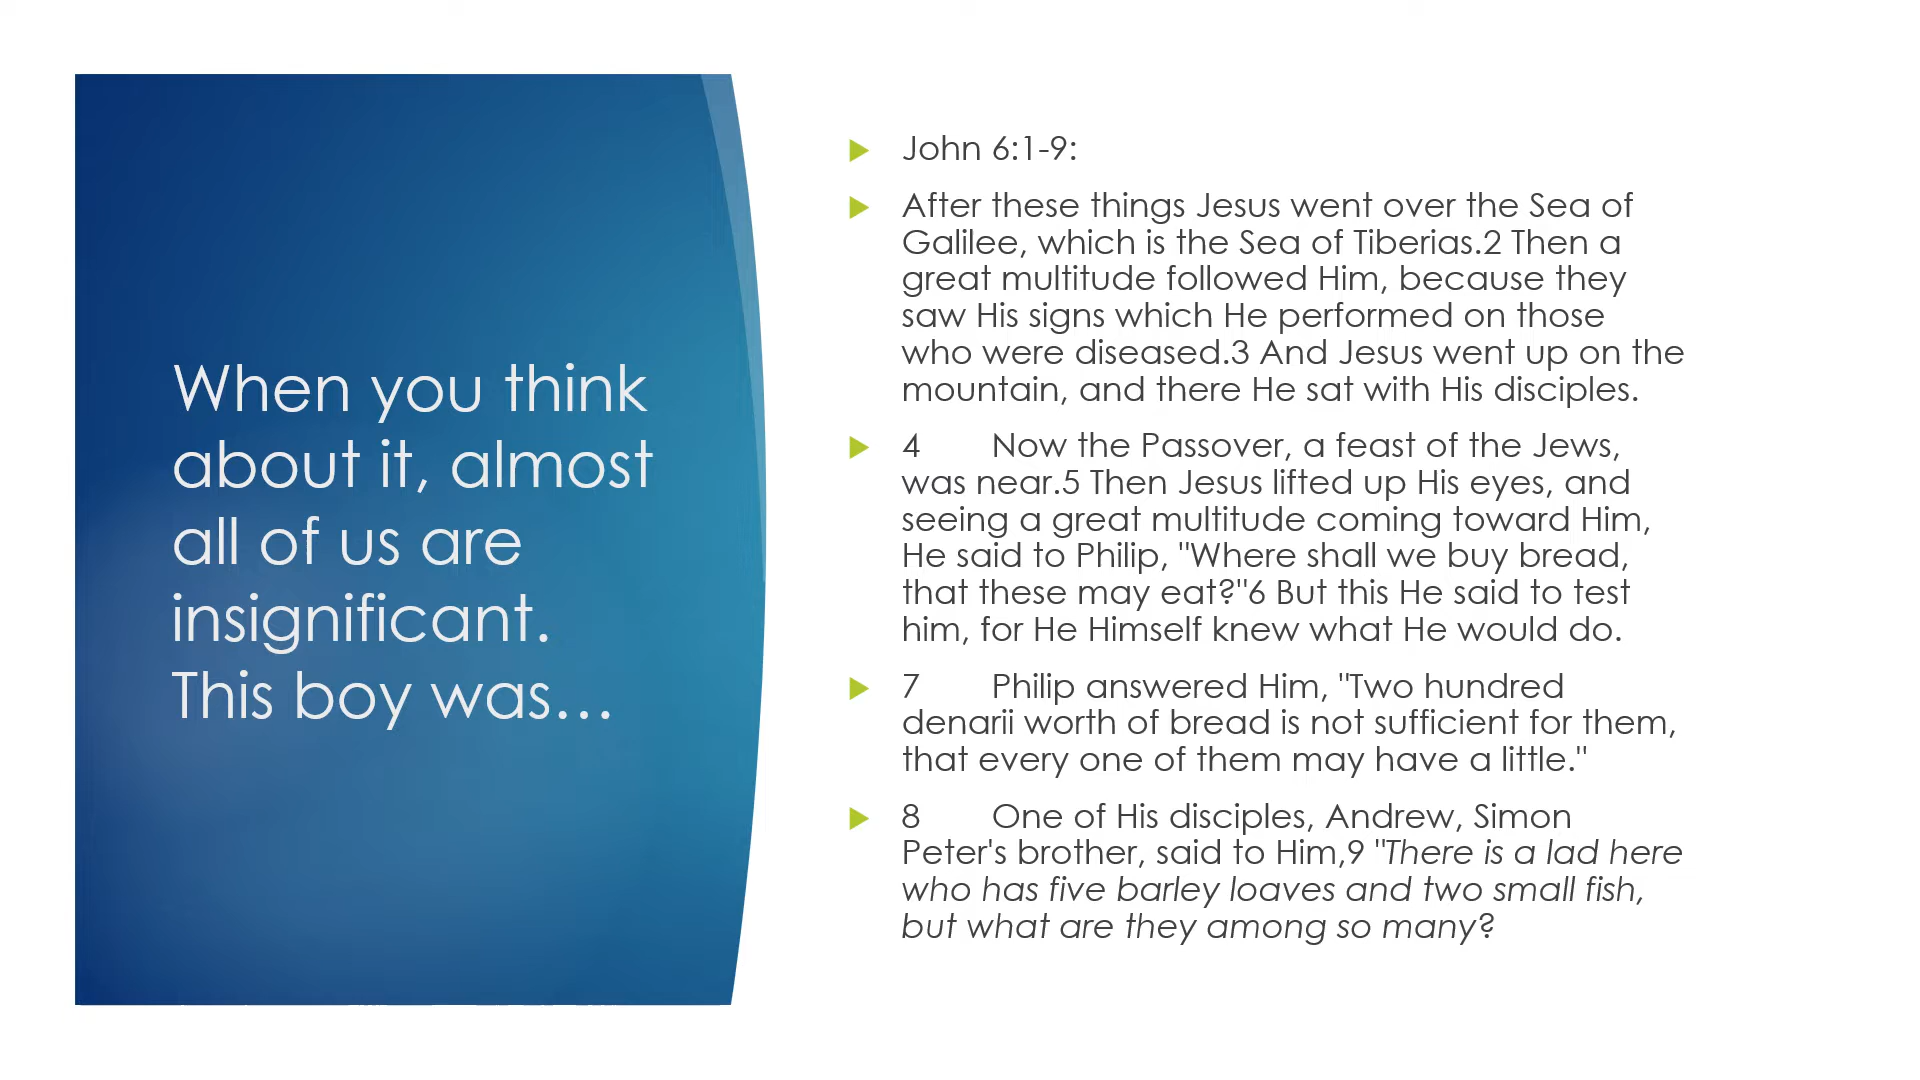 When you think
about it, almost
all of us are
insignificant.
This boy was…
John 6:1-9:
After these things Jesus went over the Sea of
Galilee, which is the Sea of Tiberias.2 Then a
great multitude followed Him, because they
saw His signs which He performed on those
who were diseased.3 And Jesus went up on the
mountain, and there He sat with His disciples.
4 Now the Passover, a feast of the Jews,
was near.5 Then Jesus lifted up His eyes, and
seeing a great multitude coming toward Him,
He said to Philip, "Where shall we buy bread,
that these may eat?"6 But this He said to test
him, for He Himself knew what He would do.
7 Philip answered Him, "Two hundred
denarii worth of bread is not sufficient for them,
that every one of them may have a little."
8 One of His disciples, Andrew, Simon
Peter's brother, said to Him,9 "There is a lad here
who has five barley loaves and two small fish,
but what are they among so many?